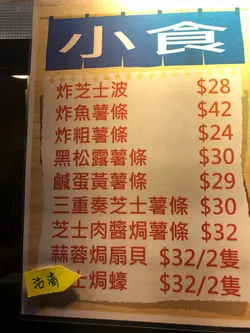 小食
炸芝士波 $28
炸魚薯條 $42
炸粗薯條 $24
黑松露薯條 $30
鹹蛋黃薯條 $29
三重奏芝士薯條 $30
芝士肉醬焗薯條 $32
蒜蓉焗扇貝 $32/2隻
沽清
士焗蠔 $32/2隻